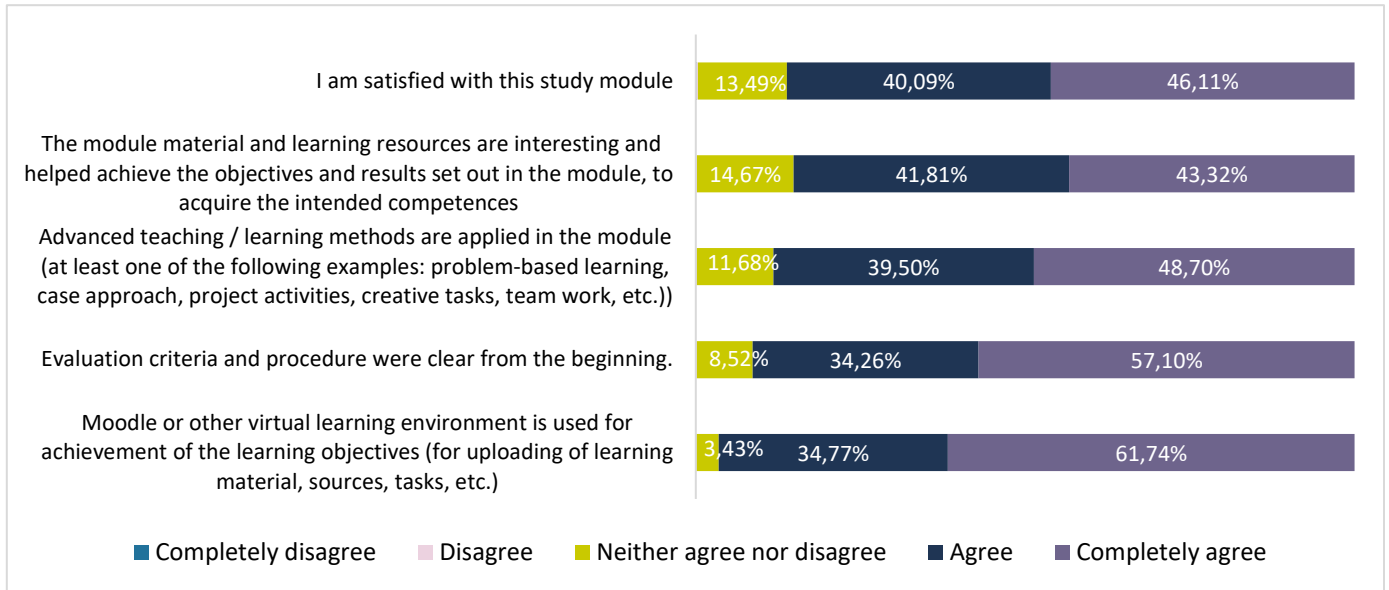 I am satisfied with this study module
13,49% 40,09% 46,11%
The module material and learning resources are interesting and
helped achieve the objectives and results set out in the module, to
acquire the intended competences
14,67% 41,81% 43,32%
Advanced teaching / learning methods are applied in the module
(at least one of the following examples: problem-based learning,
case approach, project activities, creative tasks, team work, etc.))
11,68% 39,50% 48,70%
Evaluation criteria and procedure were clear from the beginning.
8,52% 34,26% 57,10%
Moodle or other virtual learning environment is used for
achievement of the learning objectives (for uploading of learning
material, sources, tasks, etc.)
3,43% 34,77% 61,74%
Completely disagree Disagree Neither agree nor disagree Agree Completely agree